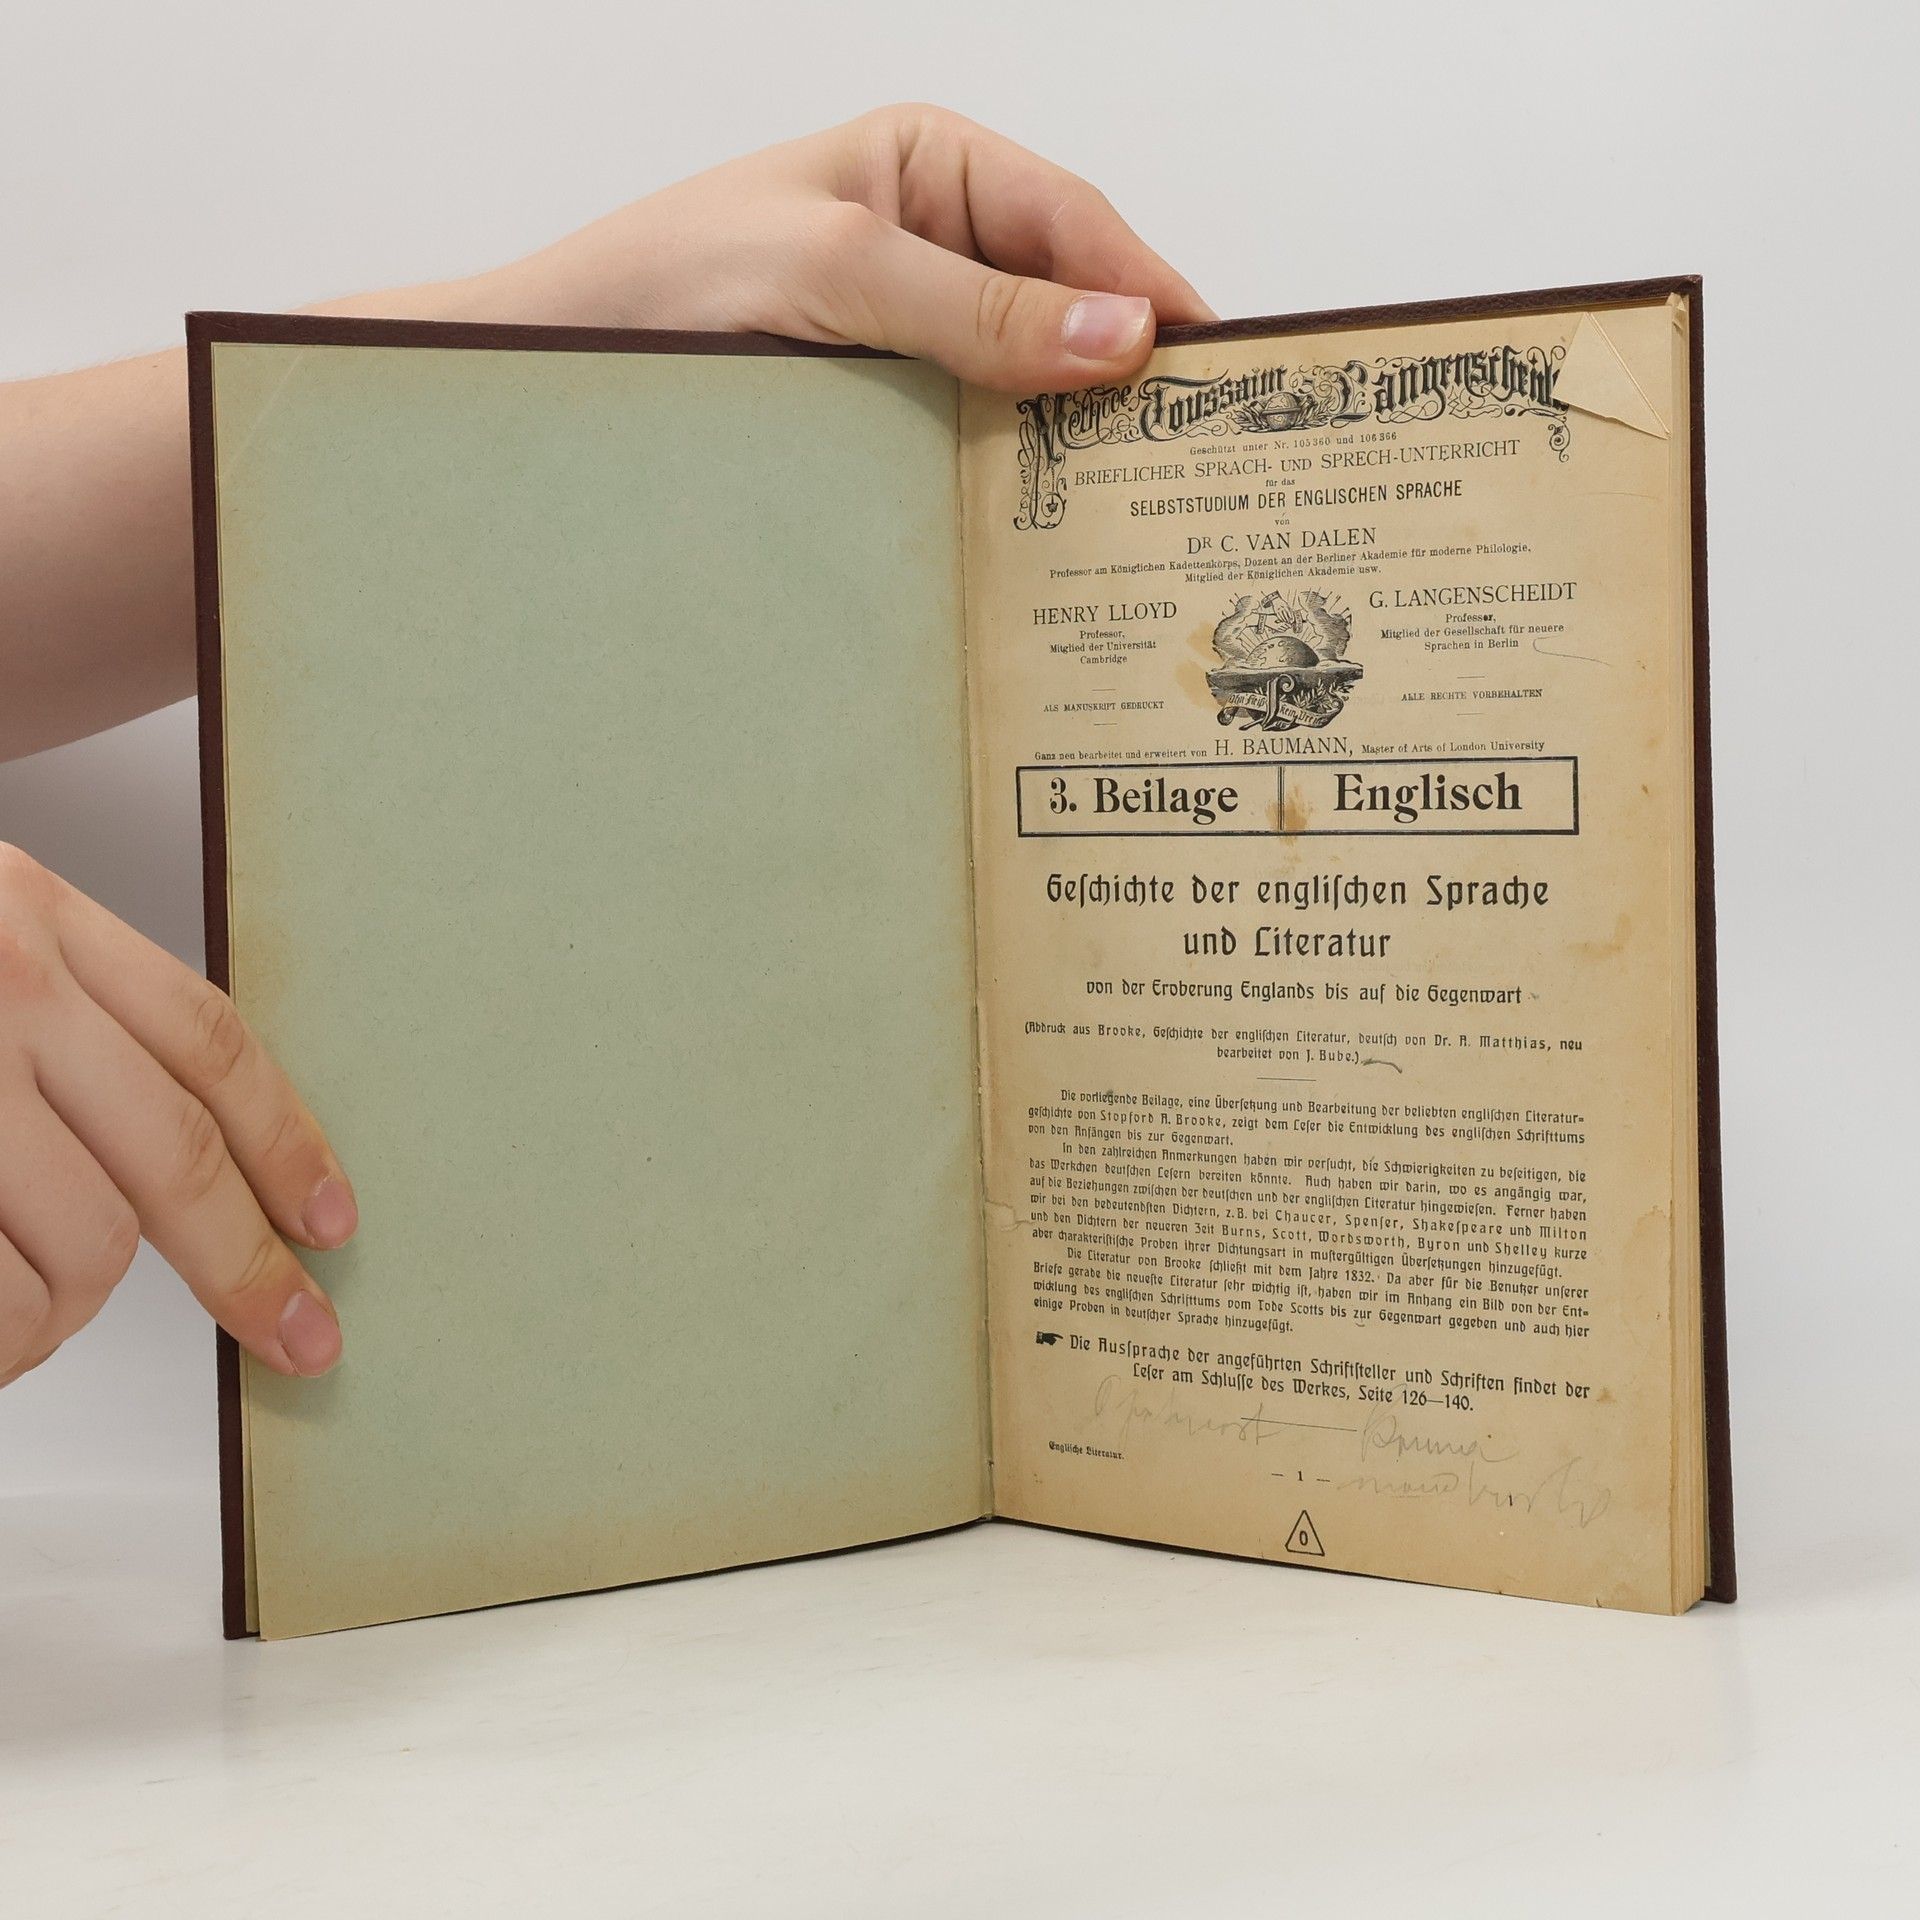 Methode Toussaint Langenscheidt
Geschützt unter Nr. 105360 und 106366
BRIEFLICHER SPRACH- UND SPRECH-UNTERRICHT
für das
SELBSTSTUDIUM DER ENGLISCHEN SPRACHE
von
DR C. VAN DALEN
Professor am Königlichen Kadettenkorps, Dozent an der Berliner Akademie für moderne Philologie,
Mitglied der Königlichen Akademie usw.
HENRY LLOYD
Professor,
Mitglied der Universität
Cambridge
G. LANGENSCHEIDT
Professor,
Mitglied der Gesellschaft für neuere
Sprachen in Berlin
ALS MANUSKRIPT GEDRUCKT
ALLE RECHTE VORBEHALTEN
Ohn' Fleiß kein Preis
Ganz neu bearbeitet und erweitert von H. BAUMANN, Master of Arts of London University
3. Beilage Englisch
Geſchichte der engliſchen Sprache
und Literatur
von der Eroberung Englands bis auf die Gegenwart
(Abdruck aus Brooke, Geſchichte der engliſchen Literatur, deutſch von Dr. A. Matthias, neu
bearbeitet von J. Bube.)
Die vorliegende Beilage, eine Überſetzung und Bearbeitung der beliebten engliſchen Literatur-
geſchichte von Stopford A. Brooke, zeigt dem Leſer die Entwicklung des engliſchen Schrifttums
von den Anfängen bis zur Gegenwart.
In den zahlreichen Anmerkungen haben wir verſucht, die Schwierigkeiten zu beſeitigen, die
das Werkchen deutſchen Leſern bereiten könnte. Auch haben wir darin, wo es angängig war,
auf die Beziehungen zwiſchen der deutſchen und der engliſchen Literatur hingewieſen. Ferner haben
wir bei den bedeutendſten Dichtern, z. B. bei Chaucer, Spenſer, Shakeſpeare und Milton
und den Dichtern der neueren Zeit Burns, Scott, Wordsworth, Byron und Shelley kurze
aber charakteriſtiſche Proben ihrer Dichtungsart in muſtergültigen Überſetzungen hinzugefügt.
Die Literatur von Brooke ſchließt mit dem Jahre 1832. Da aber für die Benutzer unſerer
Briefe gerade die neueſte Literatur ſehr wichtig iſt, haben wir im Anhang ein Bild von der Ent-
wicklung des engliſchen Schrifttums vom Tode Scotts bis zur Gegenwart gegeben und auch hier
einige Proben in deutſcher Sprache hinzugefügt.
☛ Die Ausſprache der angeführten Schriftſteller und Schriften findet der
Leſer am Schluſſe des Werkes, Seite 126—140.
Engliſche Literatur.
— 1 —
0